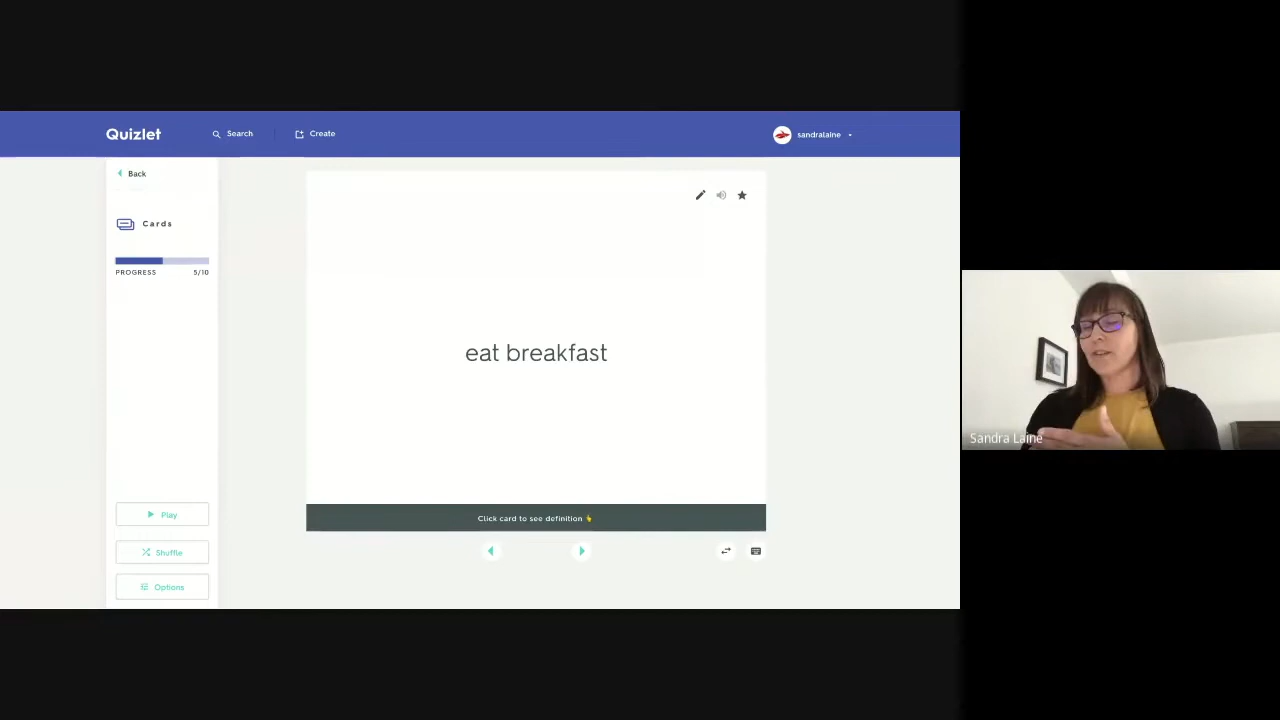 Quizlet
Search
Create
sandralaine
Back
Cards
PROGRESS 5/10
eat breakfast
Click card to see definition
Play
Shuffle
Options
Sandra Laine